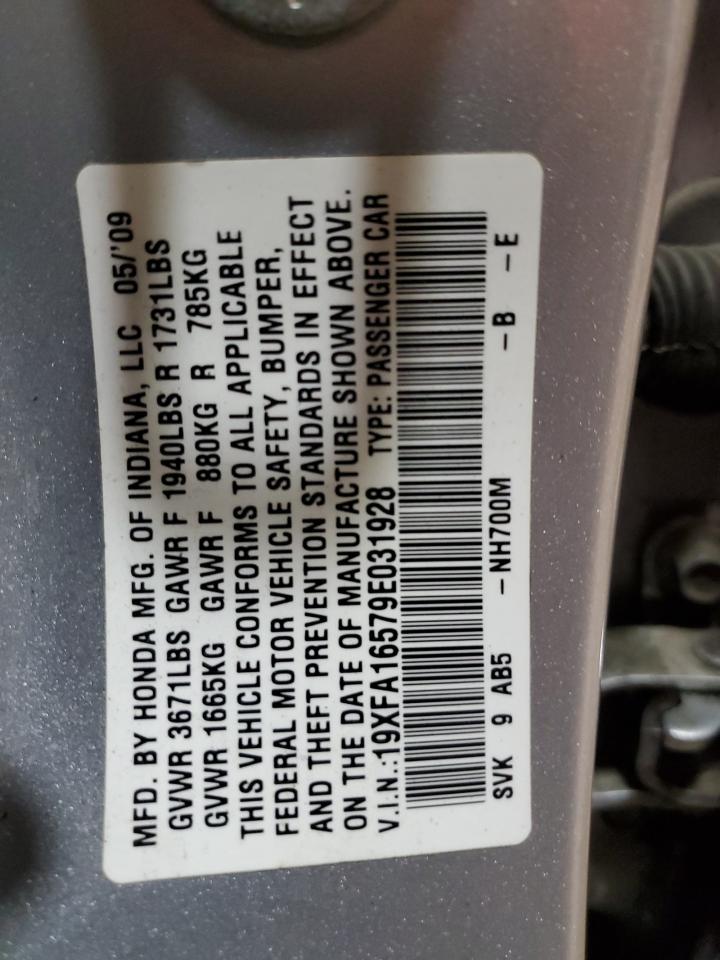 MFD. BY HONDA MFG. OF INDIANA, LLC 05/'09
GVWR 3671LBS GAWR F 1940LBS R 1731LBS
GVWR 1665KG GAWR F 880KG R 785KG
THIS VEHICLE CONFORMS TO ALL APPLICABLE
FEDERAL MOTOR VEHICLE SAFETY, BUMPER,
AND THEFT PREVENTION STANDARDS IN EFFECT
ON THE DATE OF MANUFACTURE SHOWN ABOVE.
V.I.N.:19XFA16579E031928 TYPE: PASSENGER CAR
SVK 9 AB5 -NH700M -B -E